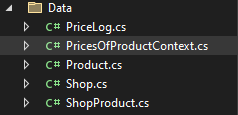 Data
C# PriceLog.cs
C# PricesOfProductContext.cs
C# Product.cs
C# Shop.cs
C# ShopProduct.cs